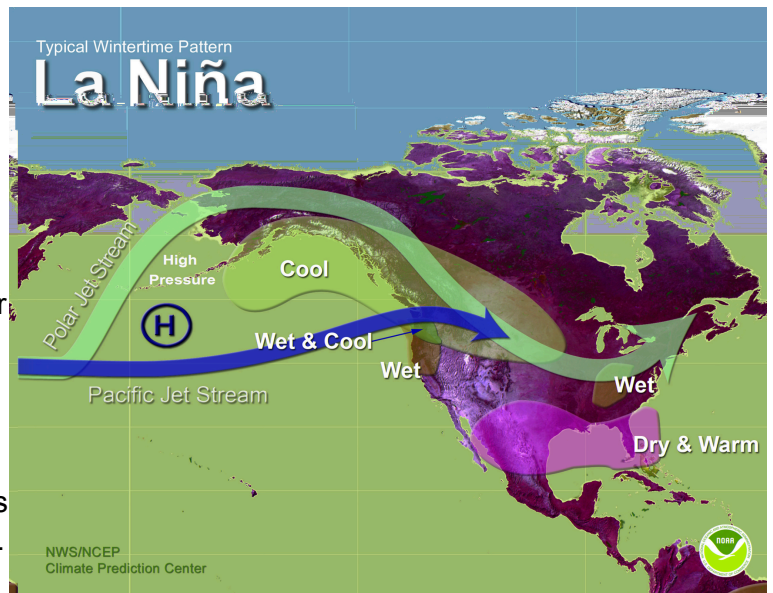 Typical Wintertime Pattern
La Niña
Polar Jet Stream
High
Pressure
H
Cool
Wet & Cool
Wet
Pacific Jet Stream
Wet
Dry & Warm
r
s
.
NWS/NCEP
Climate Prediction Center
NOAA